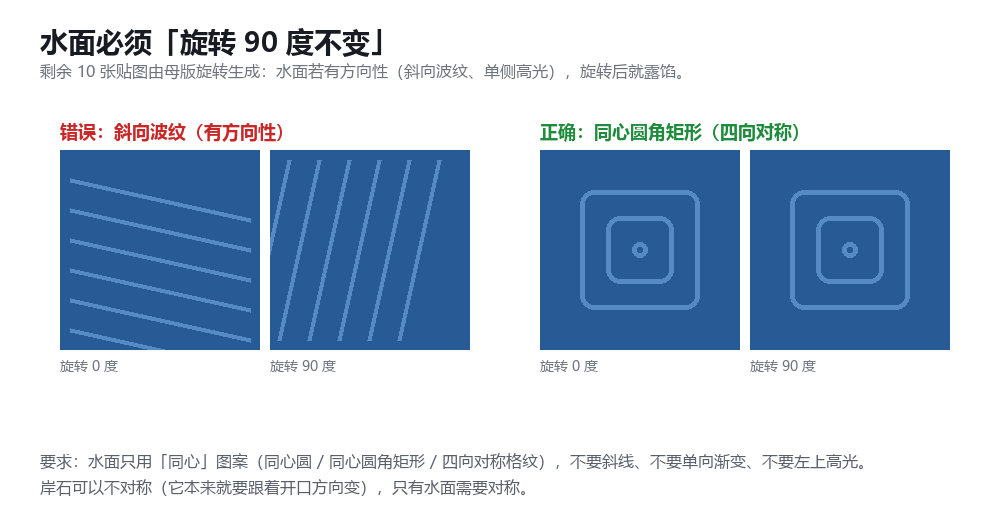 水面必须「旋转 90 度不变」
剩余 10 张贴图由母版旋转生成：水面若有方向性（斜向波纹、单侧高光），旋转后就露馅。
错误：斜向波纹（有方向性）
正确：同心圆角矩形（四向对称）
旋转 0 度
旋转 90 度
旋转 0 度
旋转 90 度
要求：水面只用「同心」图案（同心圆 / 同心圆角矩形 / 四向对称格纹），不要斜线、不要单向渐变、不要左上高光。
岸石可以不对称（它本来就要跟着开口方向变），只有水面需要对称。